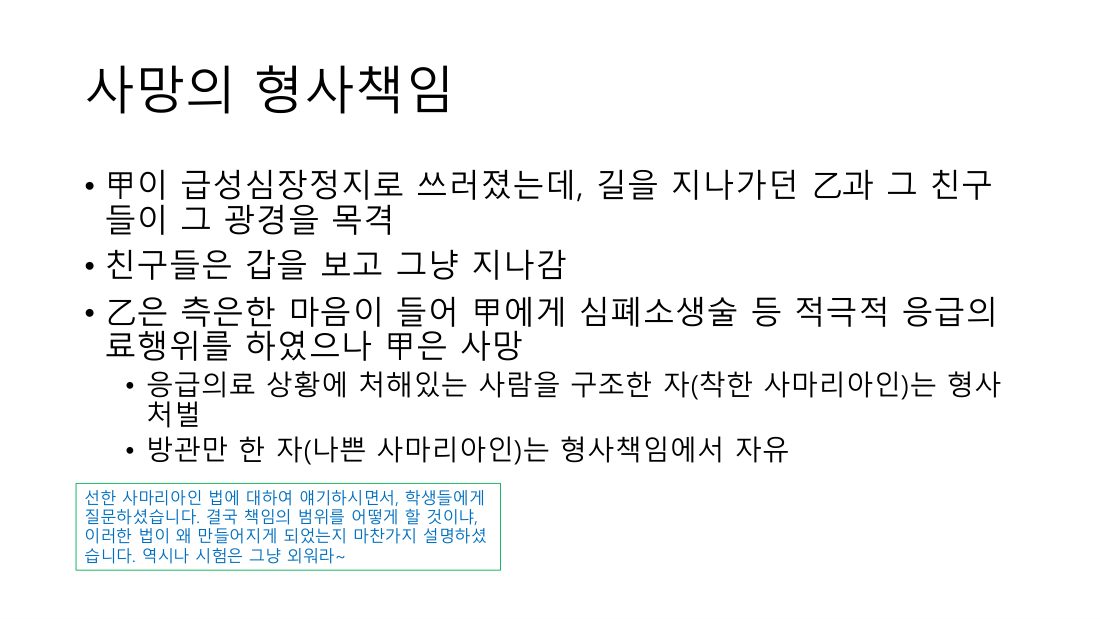 사망의 형사책임
• 甲이 급성심장정지로 쓰러졌는데, 길을 지나가던 乙과 그 친구
들이 그 광경을 목격
• 친구들은 갑을 보고 그냥 지나감
• 乙은 측은한 마음이 들어 甲에게 심폐소생술 등 적극적 응급의
료행위를 하였으나 甲은 사망
• 응급의료 상황에 처해있는 사람을 구조한 자(착한 사마리아인)는 형사
처벌
• 방관만 한 자(나쁜 사마리아인)는 형사책임에서 자유
선한 사마리아인 법에 대하여 얘기하시면서, 학생들에게
질문하셨습니다. 결국 책임의 범위를 어떻게 할 것이냐,
이러한 법이 왜 만들어지게 되었는지 마찬가지 설명하셨
습니다. 역시나 시험은 그냥 외워라~